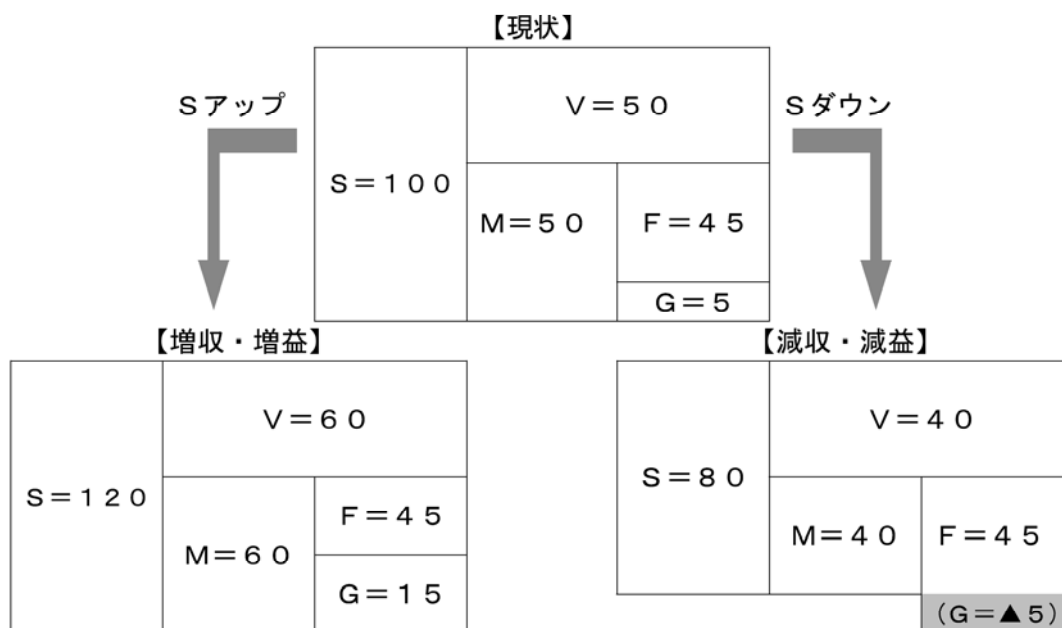 【現状】
Sアップ
Sダウン
S=100
V=50
M=50
F=45
G=5
【増収・増益】
S=120
V=60
M=60
F=45
G=15
【減収・減益】
S=80
V=40
M=40
F=45
(G=▲5)